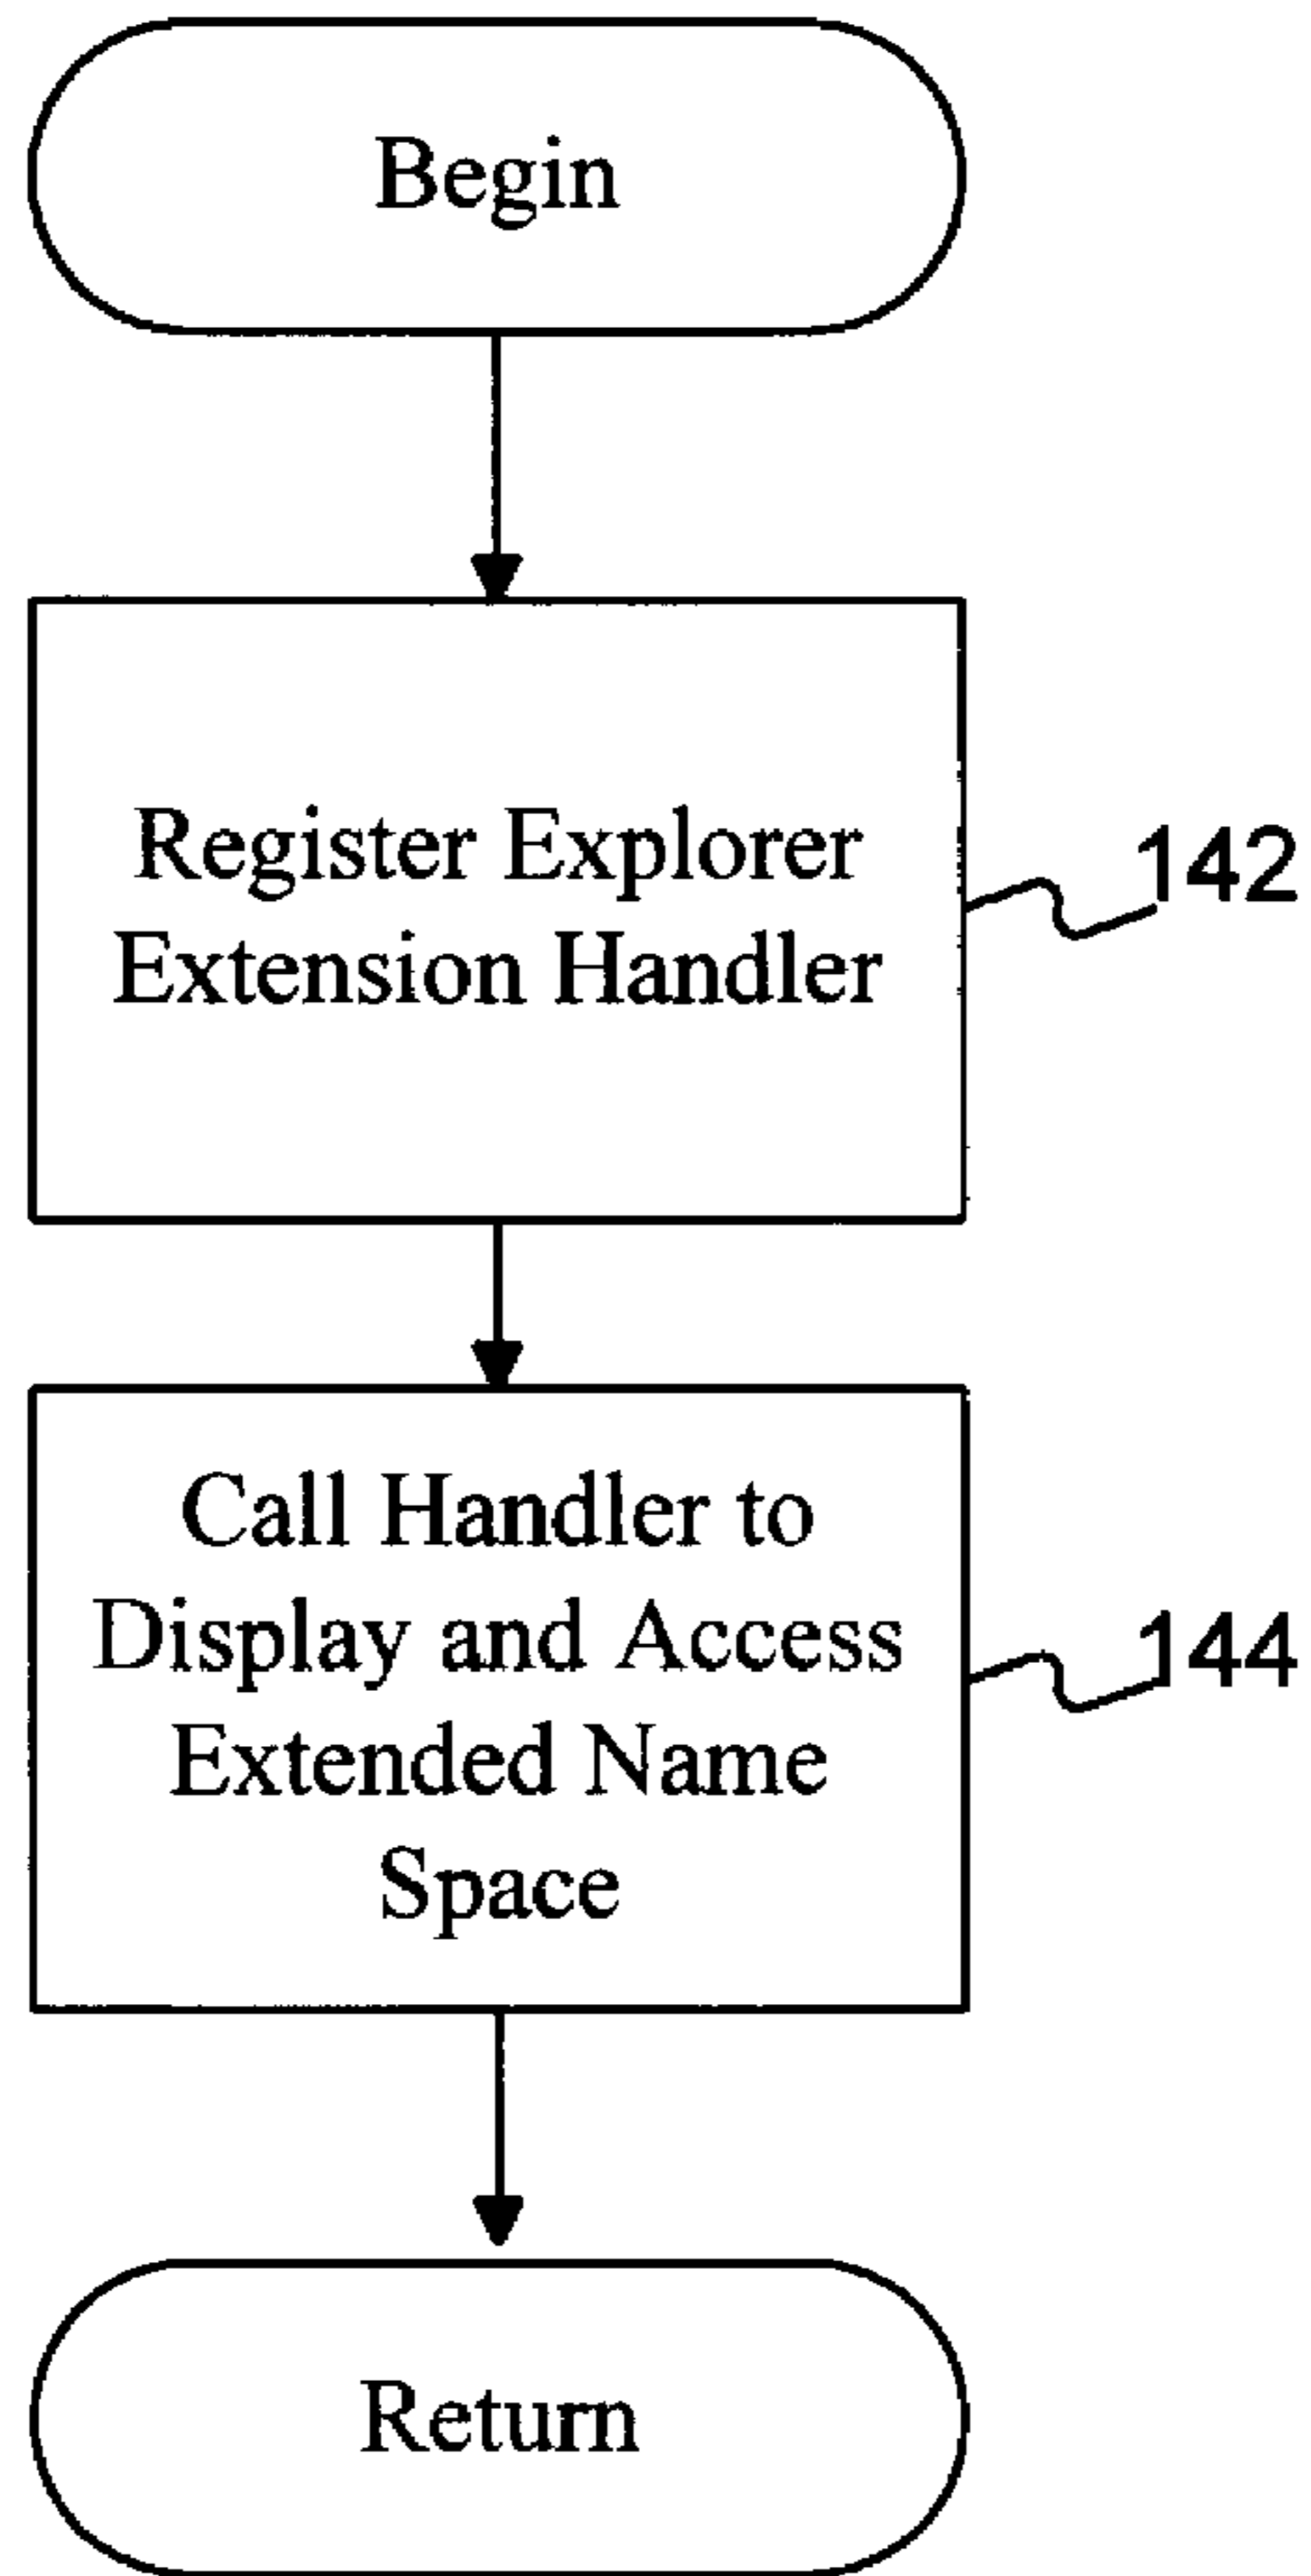 Begin
Register Explorer
Extension Handler
142
Call Handler to
Display and Access
Extended Name
Space
144
Return